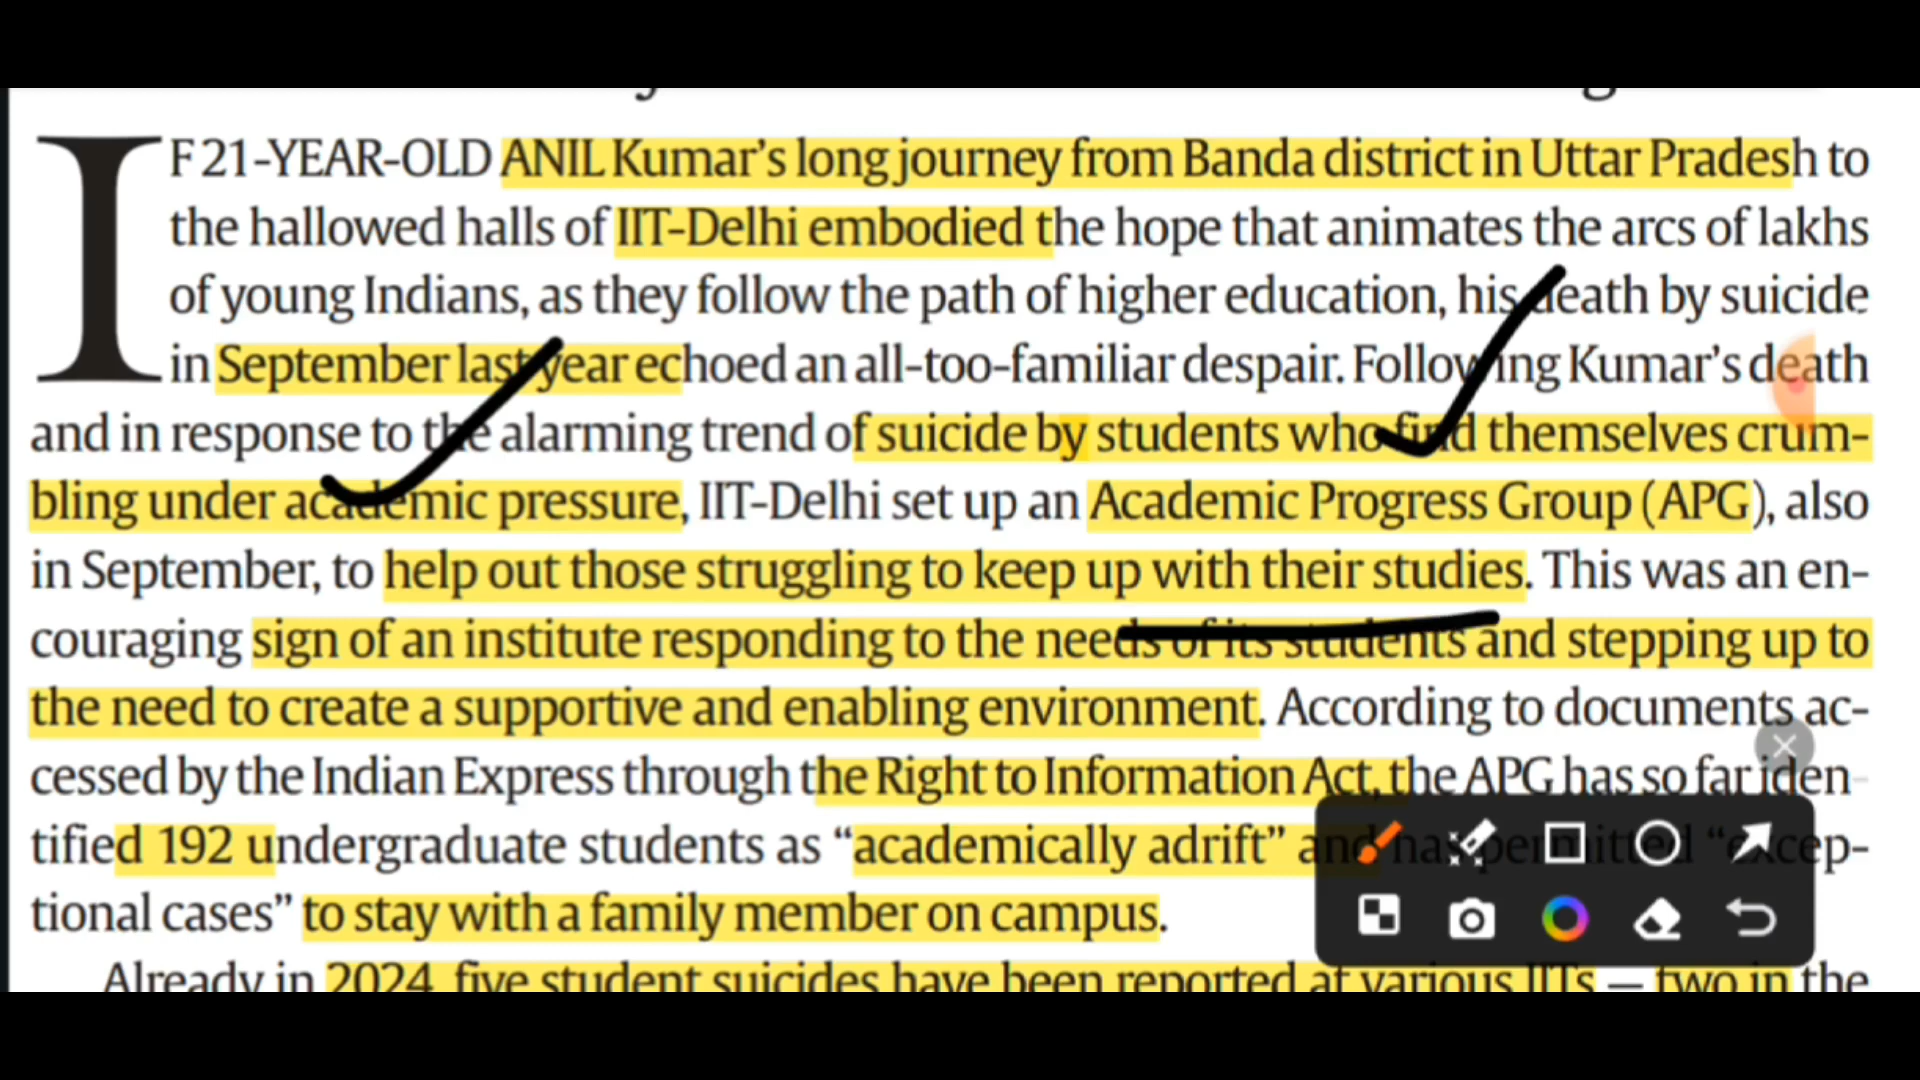 IF 21-YEAR-OLD ANIL Kumar's long journey from Banda district in Uttar Pradesh to
the hallowed halls of IIT-Delhi embodied the hope that animates the arcs of lakhs
of young Indians, as they follow the path of higher education, his death by suicide
in September last year echoed an all-too-familiar despair. Following Kumar's death
and in response to the alarming trend of suicide by students who find themselves crum-
bling under academic pressure, IIT-Delhi set up an Academic Progress Group (APG), also
in September, to help out those struggling to keep up with their studies. This was an en-
couraging sign of an institute responding to the needs of its students and stepping up to
the need to create a supportive and enabling environment. According to documents ac-
cessed by the Indian Express through the Right to Information Act, the APG has so far iden-
tified 192 undergraduate students as “academically adrift” and has permitted “excep-
tional cases” to stay with a family member on campus.
Already in 2024, five student suicides have been reported at various IITs — two in the